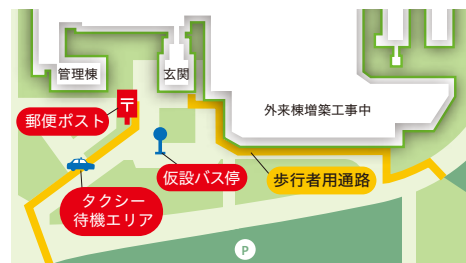 管理棟
玄関
外来棟増築工事中
〒
郵便ポスト
仮設バス停
歩行者用通路
タクシー
待機エリア
P